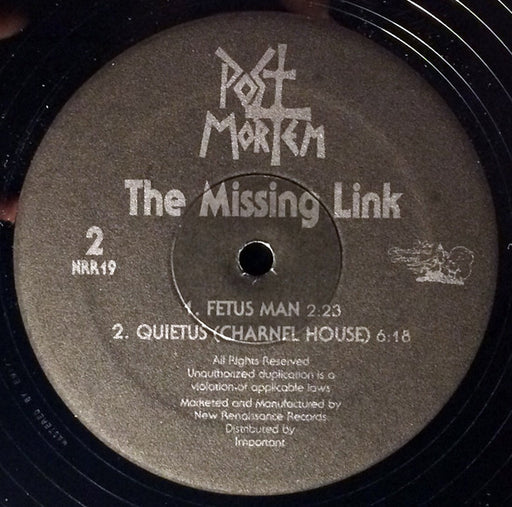 POST
MORTEM
The Missing Link
2
NRR19
1. FETUS MAN 2:23
2. QUIETUS (CHARNEL HOUSE) 6:18
All Rights Reserved
Unauthorized duplication is a
violation of applicable laws
Marketed and Manufactured by
New Renaissance Records
Distributed by
Important
MASTERED BY